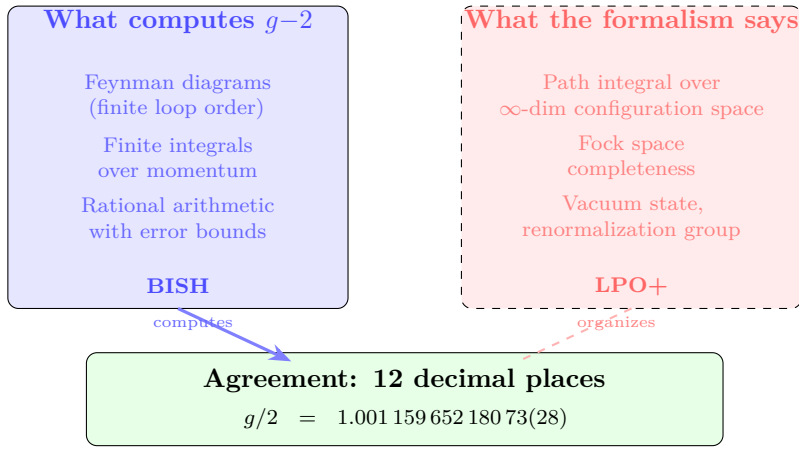 What computes g−2
Feynman diagrams
(finite loop order)
Finite integrals
over momentum
Rational arithmetic
with error bounds
BISH
computes
What the formalism says
Path integral over
∞-dim configuration space
Fock space
completeness
Vacuum state,
renormalization group
LPO+
organizes
Agreement: 12 decimal places
g/2 = 1.001 159 652 180 73(28)